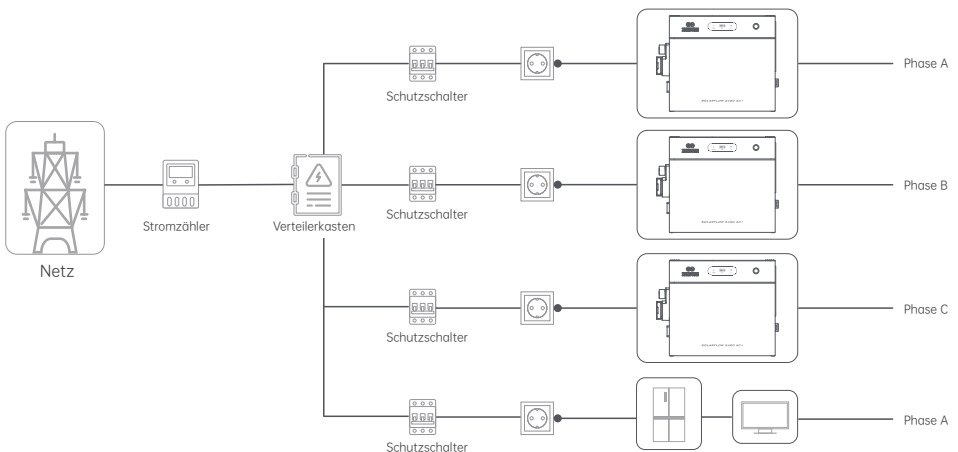 Schutzschalter
Phase A
Schutzschalter
Phase B
Netz
Stromzähler
Verteilerkasten
Schutzschalter
Phase C
Schutzschalter
Phase A